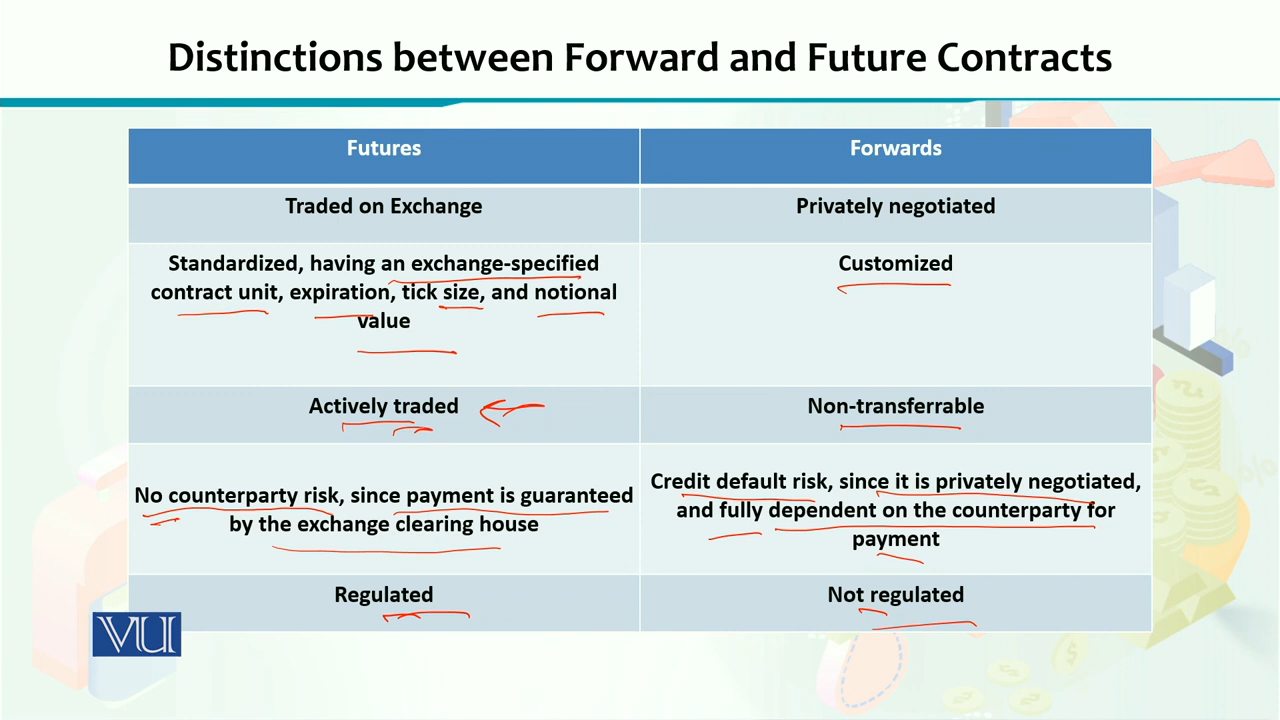 Distinctions between Forward and Future Contracts
Futures
Forwards
Traded on Exchange
Privately negotiated
Standardized, having an exchange-specified
contract unit, expiration, tick size, and notional
value
Customized
Actively traded
Non-transferrable
No counterparty risk, since payment is guaranteed
by the exchange clearing house
Credit default risk, since it is privately negotiated,
and fully dependent on the counterparty for
payment
Regulated
Not regulated
VU